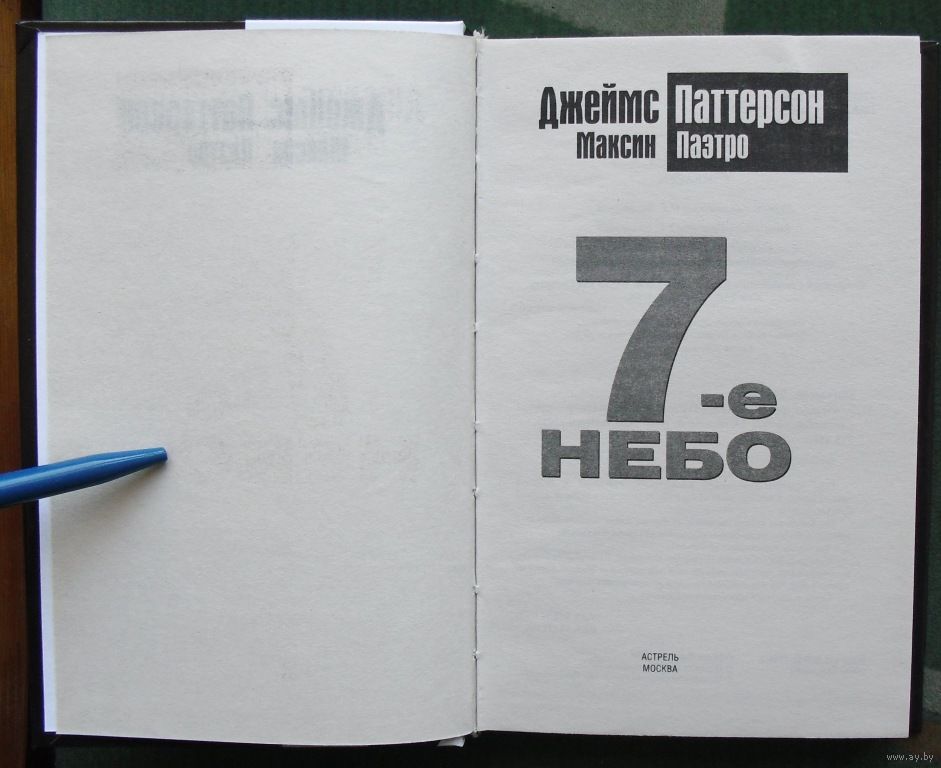 Джеймс Паттерсон
Максин Паэтро
7-е
НЕБО
АСТРЕЛЬ
МОСКВА
www.ay.by